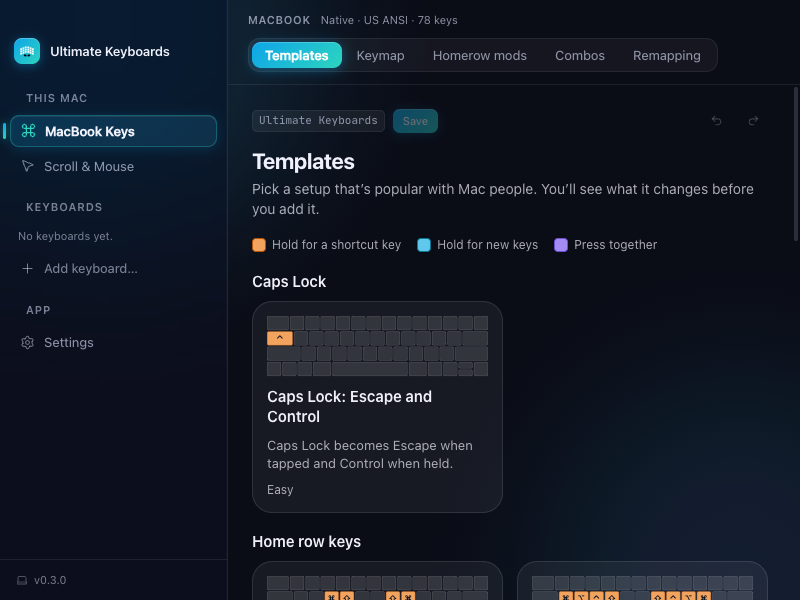 Ultimate Keyboards
THIS MAC
MacBook Keys
Scroll & Mouse
KEYBOARDS
No keyboards yet.
Add keyboard…
APP
Settings
v0.3.0
MACBOOK Native · US ANSI · 78 keys
Templates Keymap Homerow mods Combos Remapping
Ultimate Keyboards Save
Templates
Pick a setup that’s popular with Mac people. You’ll see what it changes before
you add it.
Hold for a shortcut key Hold for new keys Press together
Caps Lock
⌃
Caps Lock: Escape and
Control
Caps Lock becomes Escape when
tapped and Control when held.
Easy
Home row keys
⌘ ⇧ ⇧ ⌘ ⌘ ⌥ ⌃ ⇧ ⇧ ⌃ ⌥ ⌘